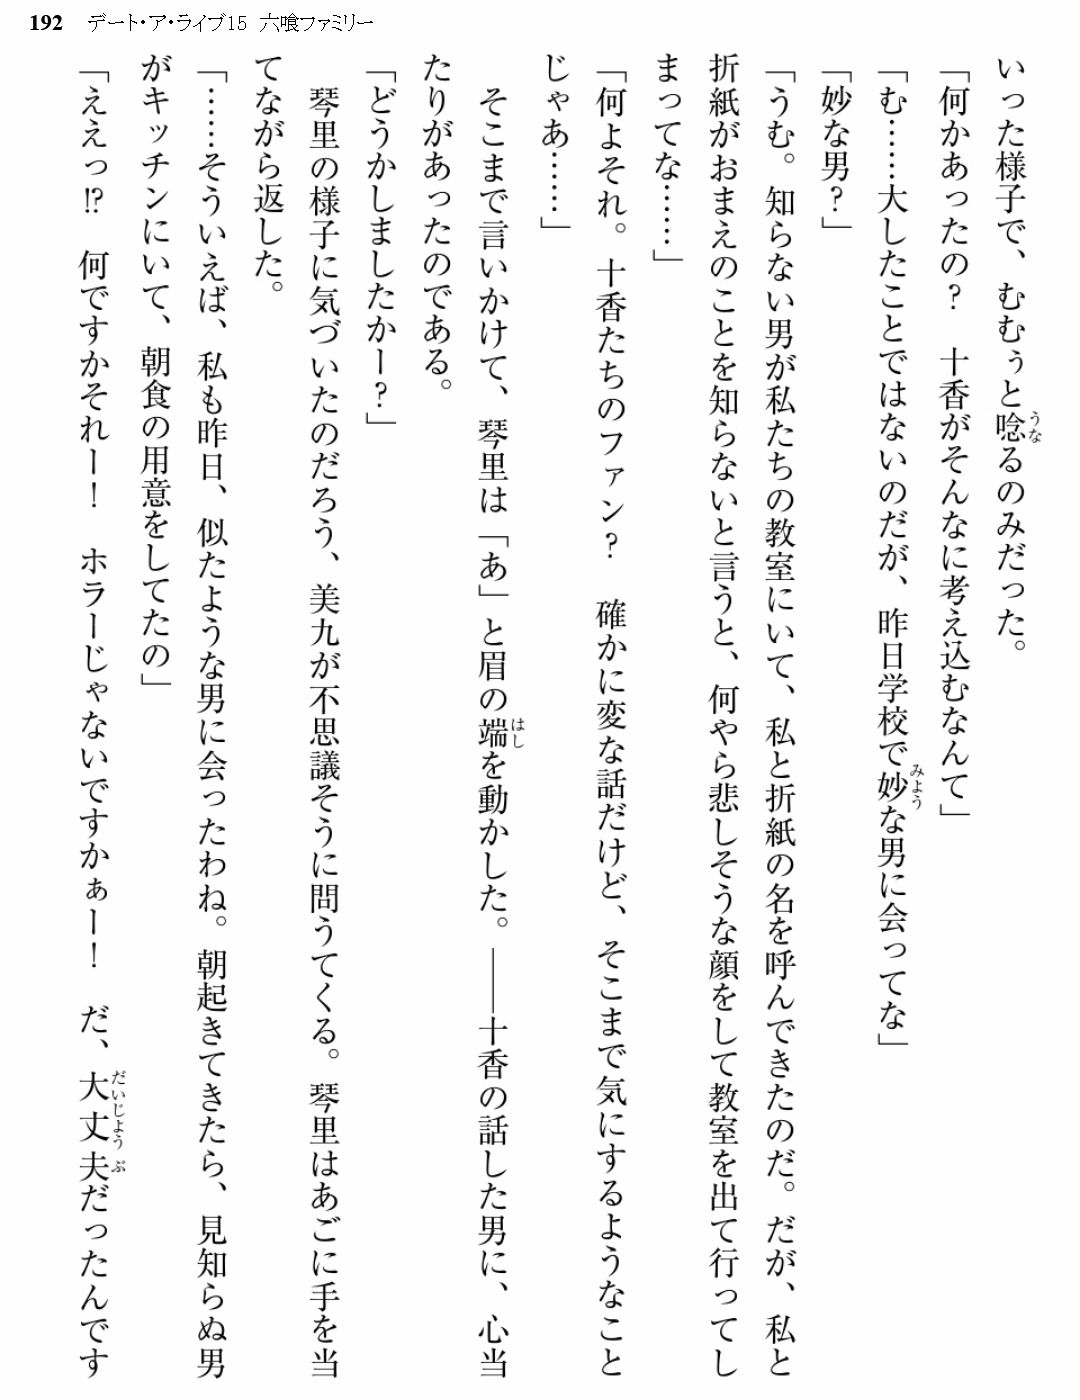 192 デート・ア・ライブ15 六喰ファミリー
いった様子で、むむぅと唸るのみだった。
「何かあったの？ 十香がそんなに考え込むなんて」
「む……大したことではないのだが、昨日学校で妙な男に会ってな」
「妙な男？」
「うむ。知らない男が私たちの教室にいて、私と折紙の名を呼んできたのだ。だが、私と
折紙がおまえのことを知らないと言うと、何やら悲しそうな顔をして教室を出て行ってし
まってな……」
「何よそれ。十香たちのファン？ 確かに変な話だけど、そこまで気にするようなこと
じゃあ……」
そこまで言いかけて、琴里は「あ」と眉の端を動かした。――十香の話した男に、心当
たりがあったのである。
「どうかしましたかー？」
琴里の様子に気づいたのだろう、美九が不思議そうに問うてくる。琴里はあごに手を当
てながら返した。
「……そういえば、私も昨日、似たような男に会ったわね。朝起きてきたら、見知らぬ男
がキッチンにいて、朝食の用意をしてたの」
「ええっ!? 何ですかそれー！ ホラーじゃないですかぁー！ だ、大丈夫だったんです
うな
みよう
はし
だいじようぶ